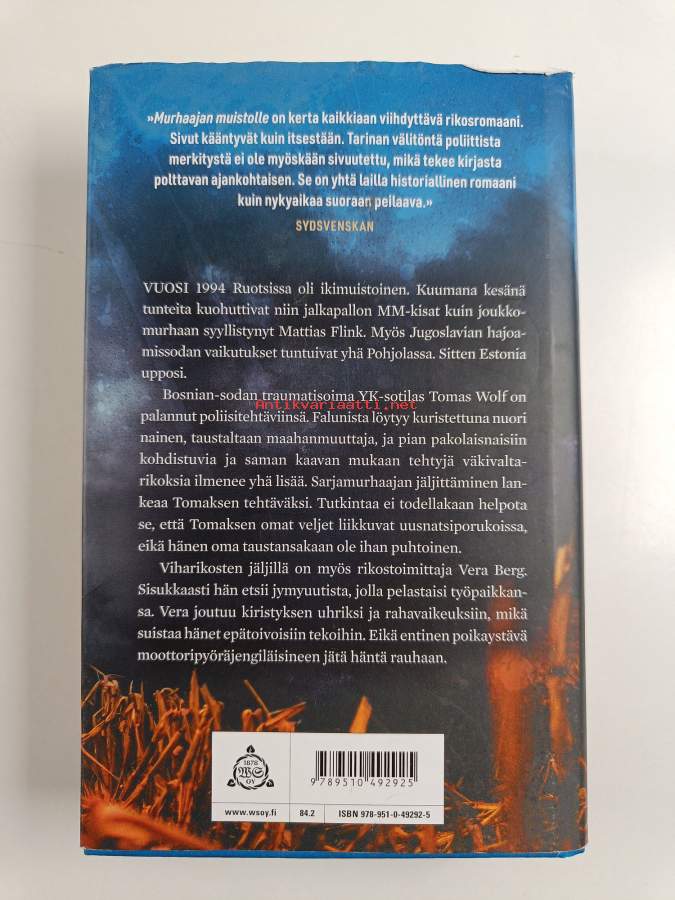 »Murhaajan muistolle on kerta kaikkiaan viihdyttävä rikosromaani.
Sivut kääntyvät kuin itsestään. Tarinan välitöntä poliittista
merkitystä ei ole myöskään sivuutettu, mikä tekee kirjasta
polttavan ajankohtaisen. Se on yhtä lailla historiallinen romaani
kuin nykyaikaa suoraan peilaava.»
SYDSVENSKAN
VUOSI 1994 Ruotsissa oli ikimuistoinen. Kuumana kesänä
tunteita kuohuttivat niin jalkapallon MM-kisat kuin joukko-
murhaan syyllistynyt Mattias Flink. Myös Jugoslavian hajoa-
missodan vaikutukset tuntuivat yhä Pohjolassa. Sitten Estonia
upposi.
Bosnian-sodan traumatisoima YK-sotilas Tomas Wolf on
Antikvariaatti.net
palannut poliisitehtäviinsä. Falunista löytyy kuristettuna nuori
nainen, taustaltaan maahanmuuttaja, ja pian pakolaisnaisiin
kohdistuvia ja saman kaavan mukaan tehtyjä väkivalta-
rikoksia ilmenee yhä lisää. Sarjamurhaajan jäljittäminen lan-
keaa Tomaksen tehtäväksi. Tutkintaa ei todellakaan helpota
se, että Tomaksen omat veljet liikkuvat uusnatsiporukoissa,
eikä hänen oma taustansakaan ole ihan puhtoinen.
Viharikosten jäljillä on myös rikostoimittaja Vera Berg.
Sisukkaasti hän etsii jymyuutista, jolla pelastaisi työpaikkan-
sa. Vera joutuu kiristyksen uhriksi ja rahavaikeuksiin, mikä
suistaa hänet epätoivoisiin tekoihin. Eikä entinen poikaystävä
moottoripyöräjengiläisineen jätä häntä rauhaan.
1878
WS
OY
9 789510 492925
www.wsoy.fi
84.2
ISBN 978-951-0-49292-5